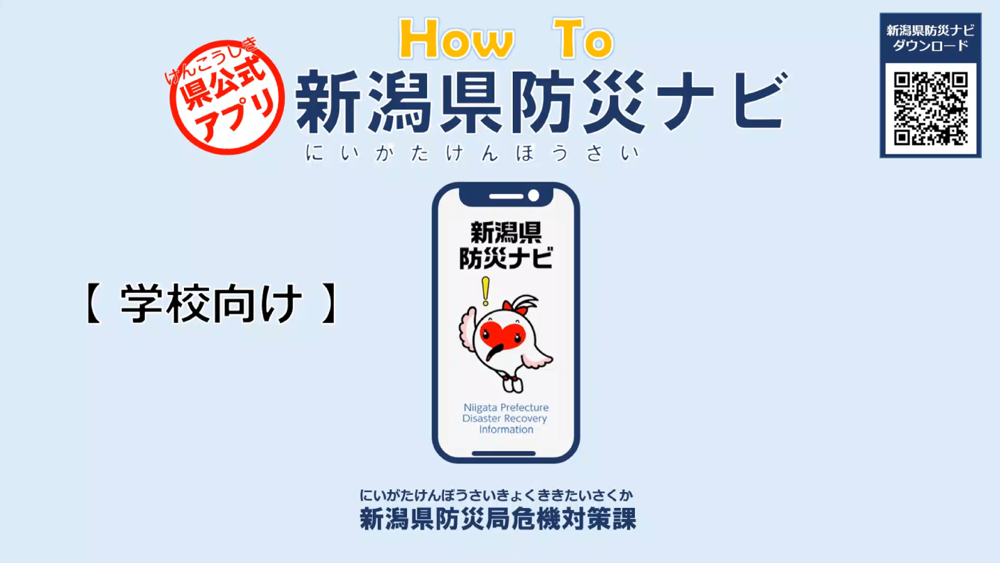 How To
けんこうしき
県公式
アプリ
新潟県防災ナビ
にいがたけんぼうさい
新潟県防災ナビ
ダウンロード
新潟県
防災ナビ
!
Niigata Prefecture
Disaster Recovery
Information
【 学校向け 】
にいがたけんぼうさいきょくききたいさくか
新潟県防災局危機対策課